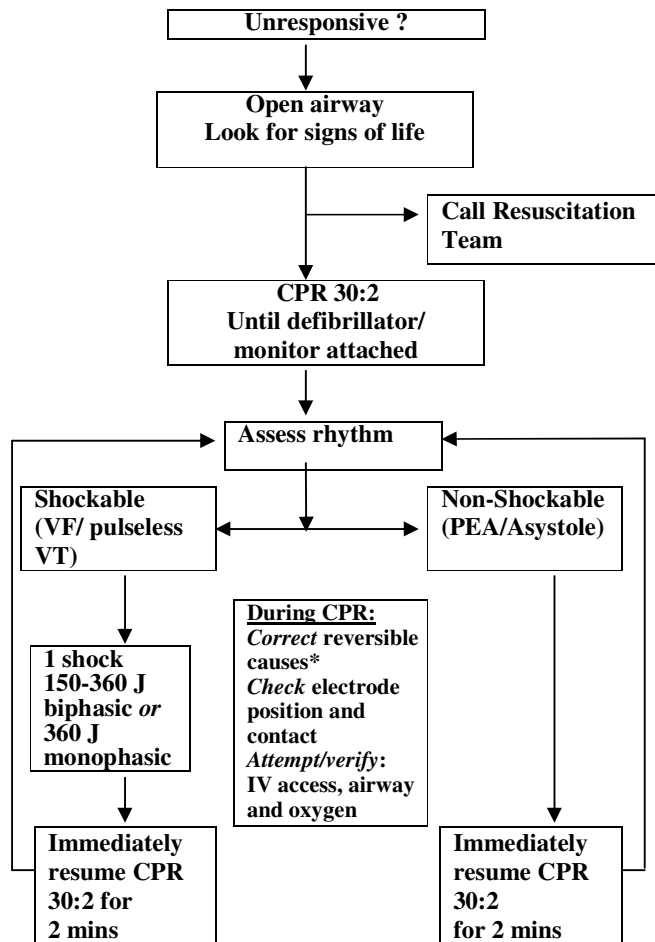 Unresponsive ?
Open airway
Look for signs of life
Call Resuscitation
Team
CPR 30:2
Until defibrillator/
monitor attached
Assess rhythm
Shockable
(VF/ pulseless
VT)
Non-Shockable
(PEA/Asystole)
During CPR:
Correct reversible
causes*
Check electrode
position and
contact
Attempt/verify:
IV access, airway
and oxygen
1 shock
150-360 J
biphasic or
360 J
monophasic
Immediately
resume CPR
30:2 for
2 mins
Immediately
resume CPR
30:2
for 2 mins